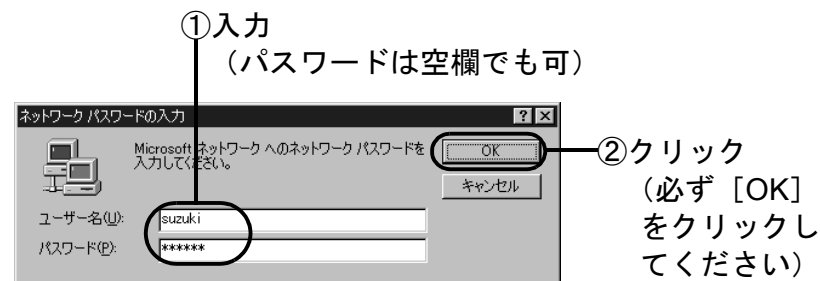 ①入力
（パスワードは空欄でも可）
ネットワーク パスワードの入力
Microsoft ネットワーク へのネットワーク パスワードを
入力してください。
OK
キャンセル
ユーザー名(U):
suzuki
パスワード(P):
******
②クリック
（必ず［OK］
をクリックし
てください）